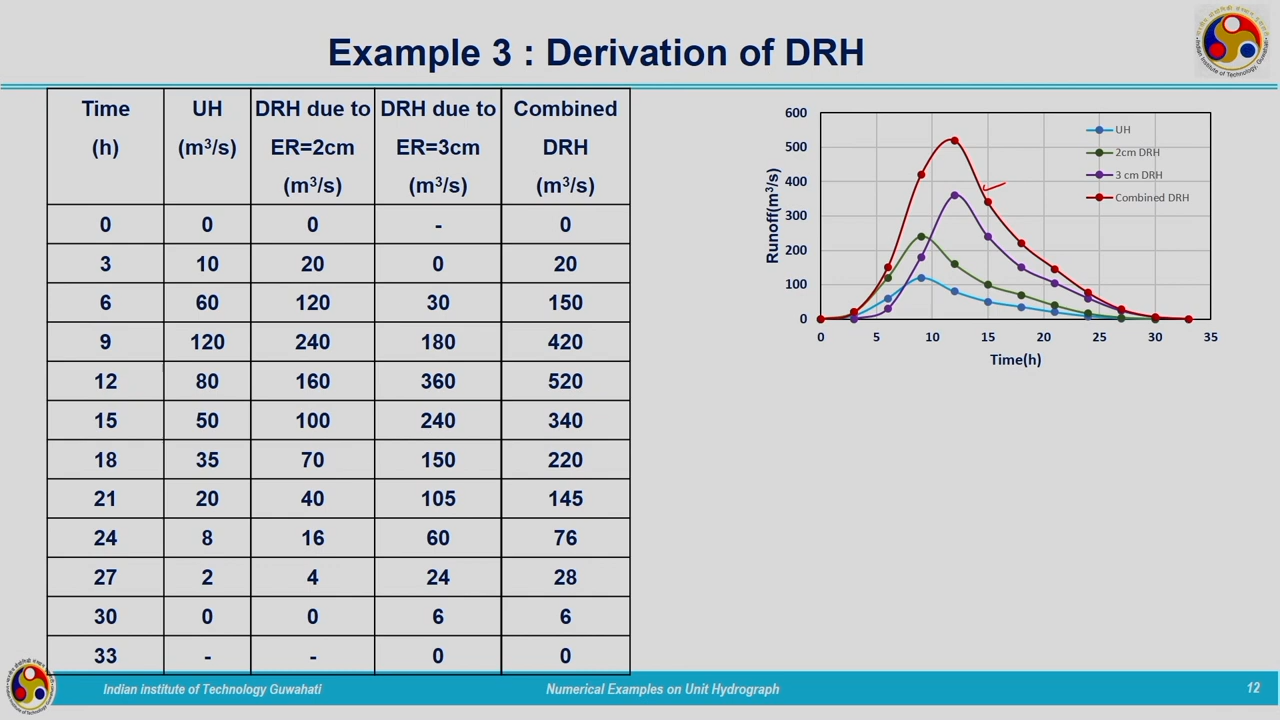 Example 3 : Derivation of DRH
Time (h) UH (m³/s) DRH due to ER=2cm (m³/s) DRH due to ER=3cm (m³/s) Combined DRH (m³/s)
0 0 0 - 0
3 10 20 0 20
6 60 120 30 150
9 120 240 180 420
12 80 160 360 520
15 50 100 240 340
18 35 70 150 220
21 20 40 105 145
24 8 16 60 76
27 2 4 24 28
30 0 0 6 6
33 - - 0 0
600
500
400
300
200
100
0
Runoff(m³/s)
0 5 10 15 20 25 30 35
Time(h)
UH
2cm DRH
3 cm DRH
Combined DRH
Indian institute of Technology Guwahati
Numerical Examples on Unit Hydrograph
12